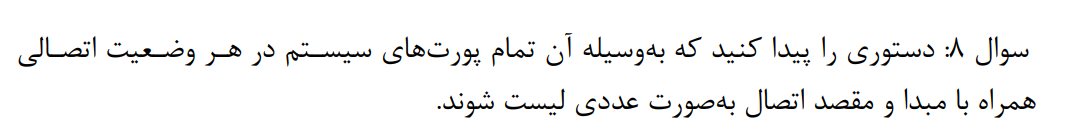 سوال ۸: دستوری را پیدا کنید که به‌وسیله آن تمام پورت‌های سیستم در هر وضعیت اتصالی
همراه با مبدا و مقصد اتصال به‌صورت عددی لیست شوند.